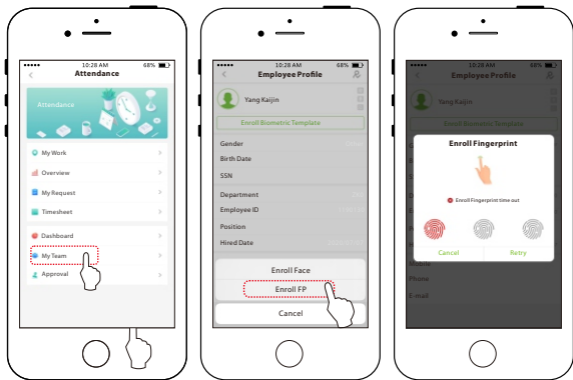 10:28 AM 68%
Attendance
Attendance
My Work
Overview
My Request
Timesheet
Dashboard
My Team
Approval
10:28 AM 68%
Employee Profile
Yang Kaijin
Enroll Biometric Template
Gender
Birth Date
SSN
Department
Employee ID
Position
Hired Date
Enroll Face
Enroll FP
Cancel
10:28 AM 68%
Employee Profile
Yang Kaijin
Enroll Biometric Template
Enroll Fingerprint
Enroll Fingerprint time out
Cancel Retry
Mobile
Phone
E-mail